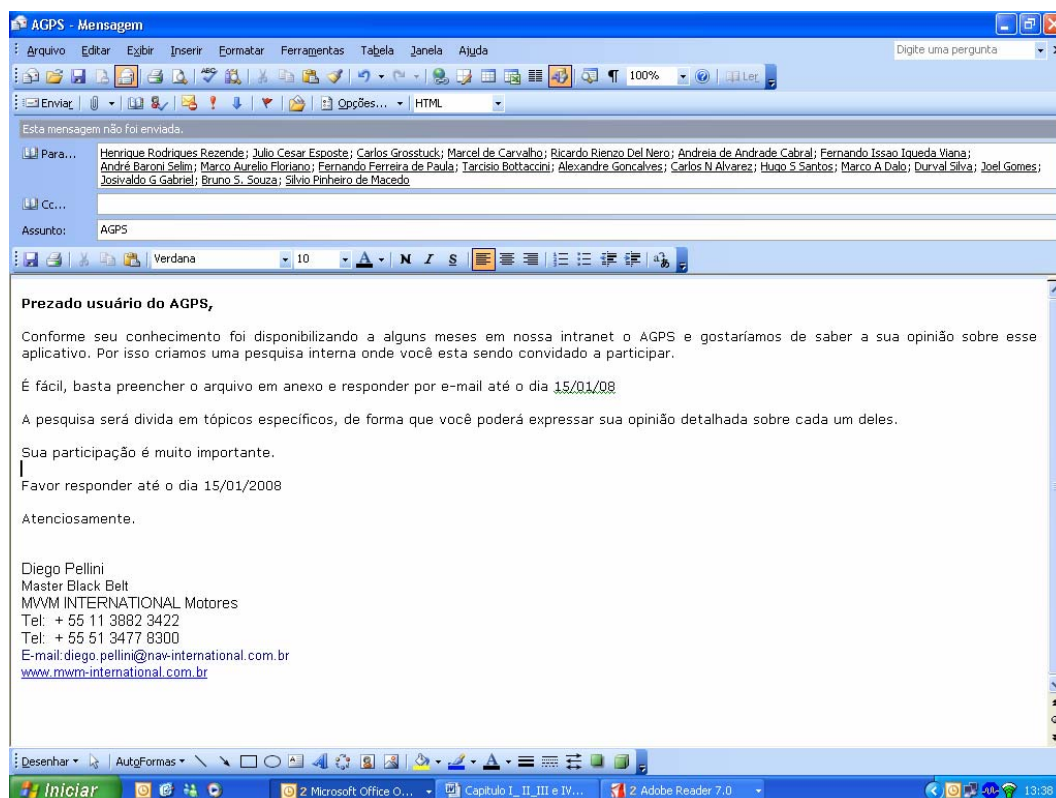 AGPS - Mensagem
Arquivo Editar Exibir Inserir Formatar Ferramentas Tabela Janela Ajuda Digite uma pergunta
100% Ler
Enviar Opções... HTML
Esta mensagem não foi enviada.
Para... Henrique Rodrigues Rezende; Julio Cesar Esposte; Carlos Grosstuck; Marcel de Carvalho; Ricardo Rienzo Del Nero; Andreia de Andrade Cabral; Fernando Issao Iqueda Viana;
André Baroni Selim; Marco Aurelio Floriano; Fernando Ferreira de Paula; Tarcisio Bottaccini; Alexandre Goncalves; Carlos N Alvarez; Hugo S Santos; Marco A Dalo; Durval Silva; Joel Gomes;
Josivaldo G Gabriel; Bruno S. Souza; Silvio Pinheiro de Macedo
Cc...
Assunto: AGPS
Verdana 10 A N I S
Prezado usuário do AGPS,
Conforme seu conhecimento foi disponibilizando a alguns meses em nossa intranet o AGPS e gostaríamos de saber a sua opinião sobre esse
aplicativo. Por isso criamos uma pesquisa interna onde você esta sendo convidado a participar.
É fácil, basta preencher o arquivo em anexo e responder por e-mail até o dia 15/01/08
A pesquisa será divida em tópicos específicos, de forma que você poderá expressar sua opinião detalhada sobre cada um deles.
Sua participação é muito importante.
Favor responder até o dia 15/01/2008
Atenciosamente.
Diego Pellini
Master Black Belt
MWM INTERNATIONAL Motores
Tel: + 55 11 3882 3422
Tel: + 55 51 3477 8300
E-mail:diego.pellini@nav-international.com.br
www.mwm-international.com.br
Desenhar AutoFormas
Iniciar 2 Microsoft Office O... Capitulo I_ II_III e IV... 2 Adobe Reader 7.0 13:38